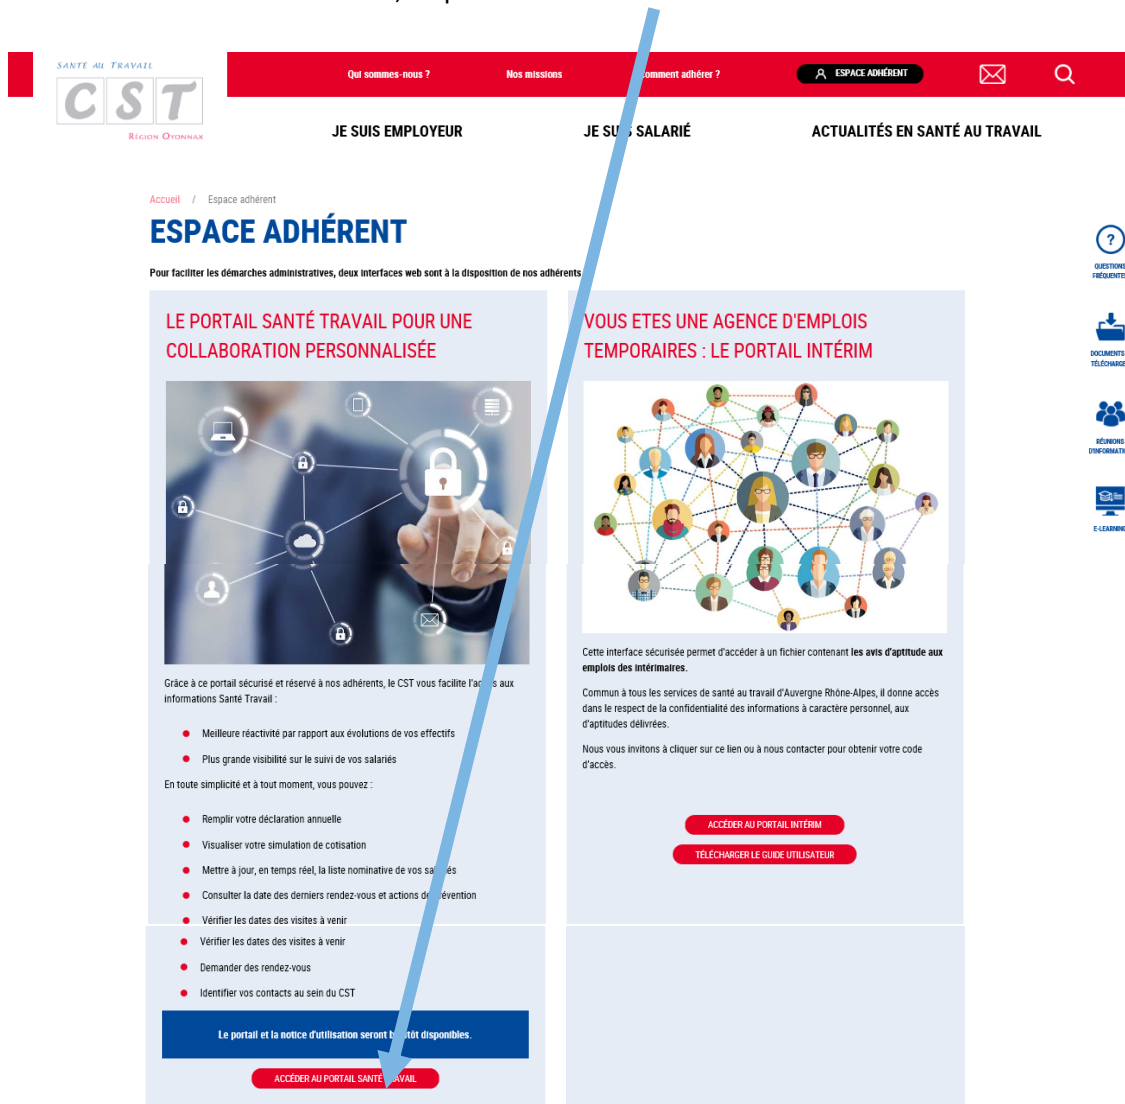 SANTÉ AU TRAVAIL
CST
RÉGION OYONNAX
Qui sommes-nous ?
Nos missions
Comment adhérer ?
ESPACE ADHÉRENT
JE SUIS EMPLOYEUR
JE SUIS SALARIÉ
ACTUALITÉS EN SANTÉ AU TRAVAIL
Accueil / Espace adhérent
ESPACE ADHÉRENT
Pour faciliter les démarches administratives, deux interfaces web sont à la disposition de nos adhérents
LE PORTAIL SANTÉ TRAVAIL POUR UNE
COLLABORATION PERSONNALISÉE
Grâce à ce portail sécurisé et réservé à nos adhérents, le CST vous facilite l'accès aux
informations Santé Travail :
Meilleure réactivité par rapport aux évolutions de vos effectifs
Plus grande visibilité sur le suivi de vos salariés
En toute simplicité et à tout moment, vous pouvez :
Remplir votre déclaration annuelle
Visualiser votre simulation de cotisation
Mettre à jour, en temps réel, la liste nominative de vos salariés
Consulter la date des derniers rendez-vous et actions de prévention
Vérifier les dates des visites à venir
Vérifier les dates des visites à venir
Demander des rendez-vous
Identifier vos contacts au sein du CST
Le portail et la notice d'utilisation seront bientôt disponibles.
ACCÉDER AU PORTAIL SANTÉ TRAVAIL
VOUS ETES UNE AGENCE D'EMPLOIS
TEMPORAIRES : LE PORTAIL INTÉRIM
Cette interface sécurisée permet d'accéder à un fichier contenant les avis d'aptitude aux
emplois des intérimaires.
Commun à tous les services de santé au travail d'Auvergne Rhône-Alpes, il donne accès
dans le respect de la confidentialité des informations à caractère personnel, aux
d'aptitudes délivrées.
Nous vous invitons à cliquer sur ce lien ou à nous contacter pour obtenir votre code
d'accès.
ACCÉDER AU PORTAIL INTÉRIM
TÉLÉCHARGER LE GUIDE UTILISATEUR
QUESTIONS
FRÉQUENTES
DOCUMENTS
TÉLÉCHARGE
RÉUNIONS
D'INFORMATI
E-LEARNING